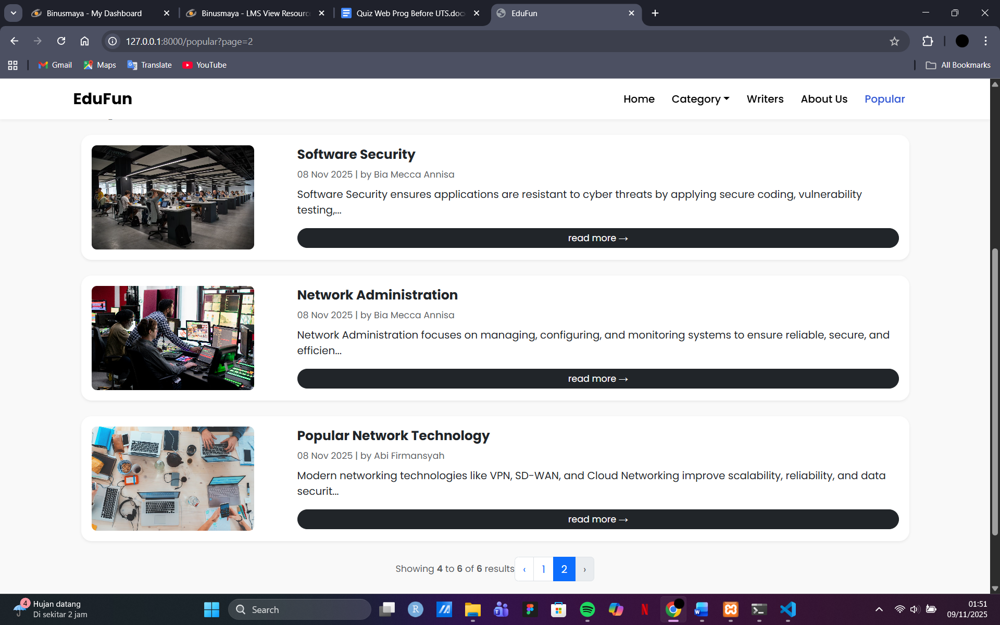 Binusmaya - My Dashboard
Binusmaya - LMS View Resourc
Quiz Web Prog Before UTS.doc
EduFun
127.0.0.1:8000/popular?page=2
Gmail
Maps
Translate
YouTube
All Bookmarks
EduFun
Home
Category
Writers
About Us
Popular
Software Security
08 Nov 2025 | by Bia Mecca Annisa
Software Security ensures applications are resistant to cyber threats by applying secure coding, vulnerability
testing,...
read more →
Network Administration
08 Nov 2025 | by Bia Mecca Annisa
Network Administration focuses on managing, configuring, and monitoring systems to ensure reliable, secure, and
efficien...
read more →
Popular Network Technology
08 Nov 2025 | by Abi Firmansyah
Modern networking technologies like VPN, SD-WAN, and Cloud Networking improve scalability, reliability, and data
securit...
read more →
Showing 4 to 6 of 6 results ‹ 1 2 ›
4
Hujan datang
Di sekitar 2 jam
Search
01:51
09/11/2025